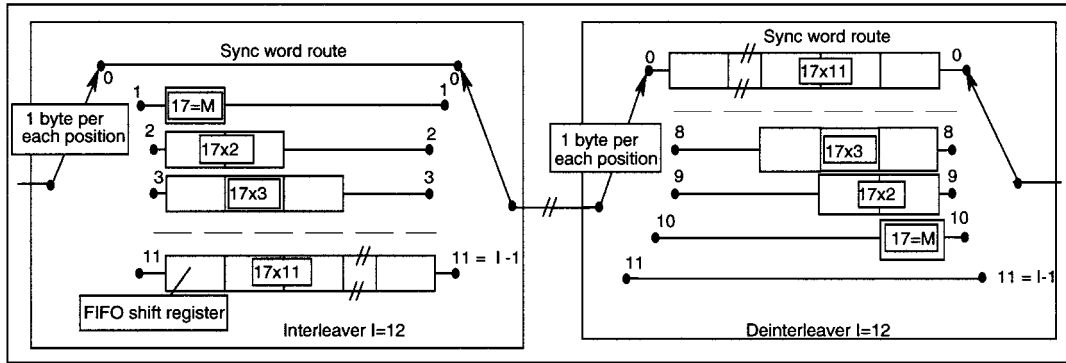 Sync word route
0
0
1
17=M
1
1 byte per
each position
2
17x2
2
3
17x3
3
11
17x11
11 = I -1
FIFO shift register
Interleaver I=12
Sync word route
0
17x11
0
1 byte per
each position
8
17x3
8
9
17x2
9
10
17=M
10
11
11 = I-1
Deinterleaver I=12